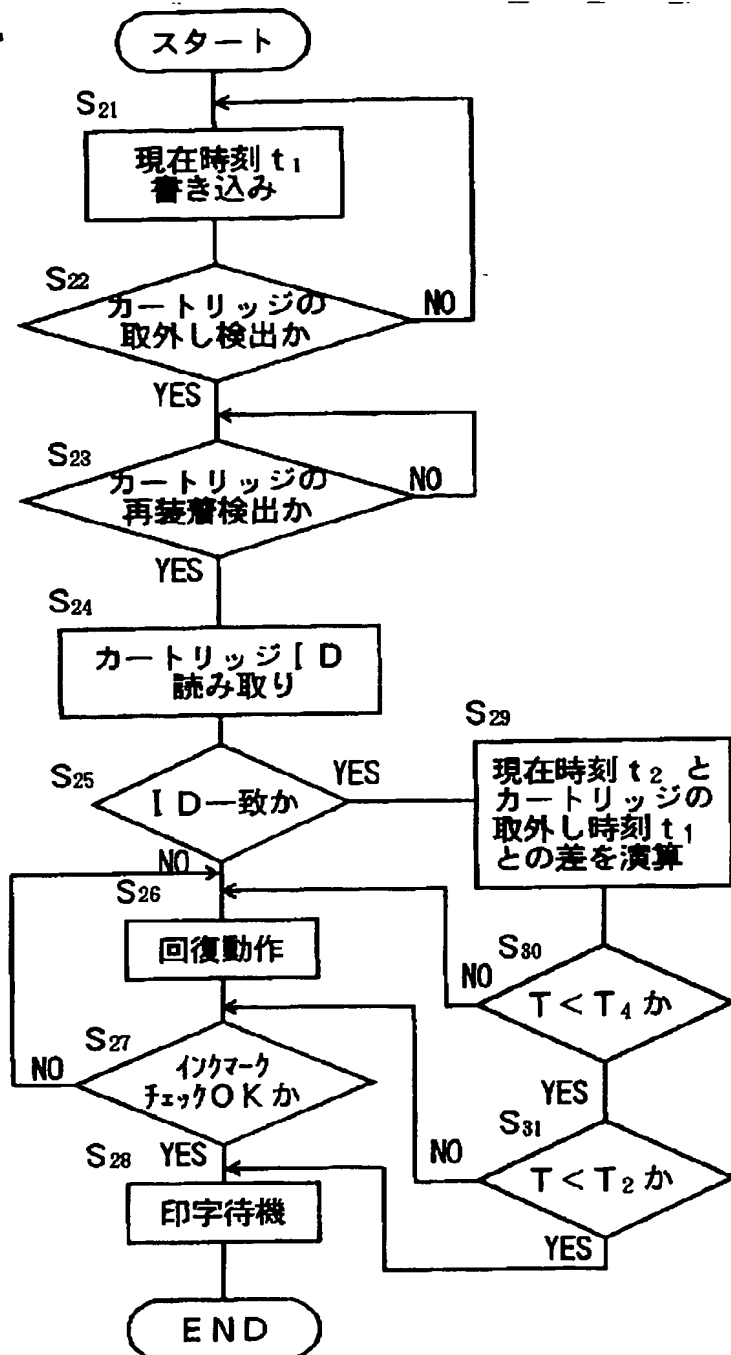 スタート
S21
現在時刻 t1
書き込み
S22
カートリッジの
取外し検出か
NO
YES
S23
カートリッジの
再装着検出か
NO
YES
S24
カートリッジID
読み取り
S25
ID一致か
YES
NO
S29
現在時刻 t2 と
カートリッジの
取外し時刻 t1
との差を演算
S26
回復動作
S30
T<T4か
NO
YES
S27
インクマーク
チェックOKか
NO
YES
S31
T<T2か
NO
YES
S28
印字待機
END